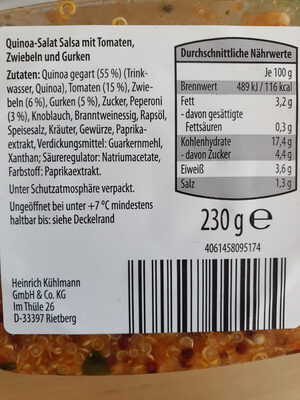 Quinoa-Salat Salsa mit Tomaten,
Zwiebeln und Gurken
Zutaten: Quinoa gegart (55 %) (Trink-
wasser, Quinoa), Tomaten (15 %), Zwie-
beln (6 %), Gurken (5 %), Zucker, Peperoni
(3 %), Knoblauch, Branntweinessig, Rapsöl,
Speisesalz, Kräuter, Gewürze, Paprika-
extrakt, Verdickungsmittel: Guarkernmehl,
Xanthan; Säureregulator: Natriumacetate,
Farbstoff: Paprikaextrakt.
Unter Schutzatmosphäre verpackt.
Ungeöffnet bei unter +7 °C mindestens
haltbar bis: siehe Deckelrand
Heinrich Kühlmann
GmbH & Co. KG
Im Thüle 26
D-33397 Rietberg
Durchschnittliche Nährwerte
Je 100 g
Brennwert 489 kJ / 116 kcal
Fett 3,2 g
- davon gesättigte
Fettsäuren 0,3 g
Kohlenhydrate 17,4 g
- davon Zucker 4,4 g
Eiweiß 3,6 g
Salz 1,3 g
230 g e
4061458095174